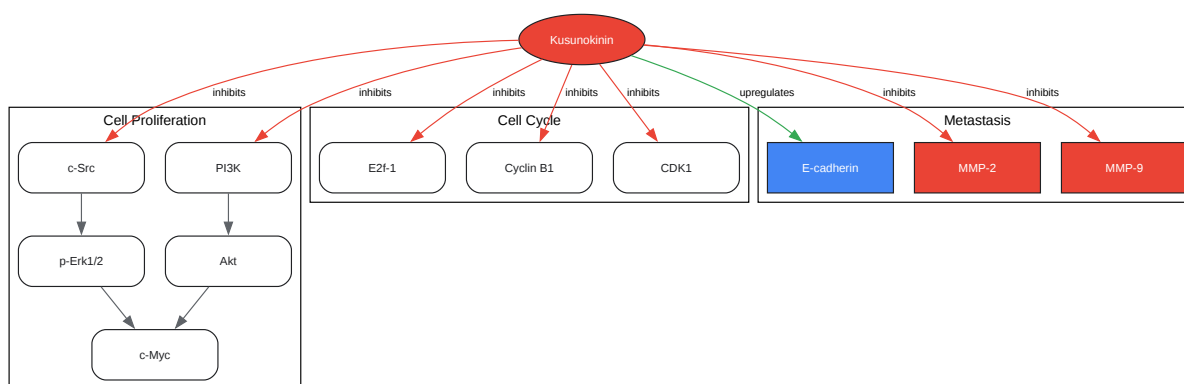 Kusunokinin
inhibits
inhibits
inhibits
inhibits
inhibits
upregulates
inhibits
inhibits
Cell Proliferation
Cell Cycle
Metastasis
c-Src
PI3K
E2f-1
Cyclin B1
CDK1
E-cadherin
MMP-2
MMP-9
p-Erk1/2
Akt
c-Myc